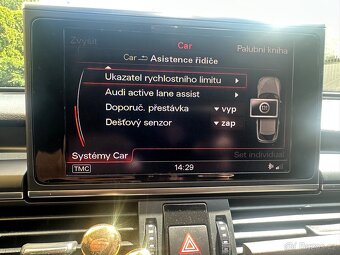 Zvýšit
Car
Palubní kniha
Car Asistence řidiče
Ukazatel rychlostního limitu
Audi active lane assist
Doporuč. přestávka ▾ vyp
Dešťový senzor ▾ zap
Systémy Car
Set individual
TMC
14:29